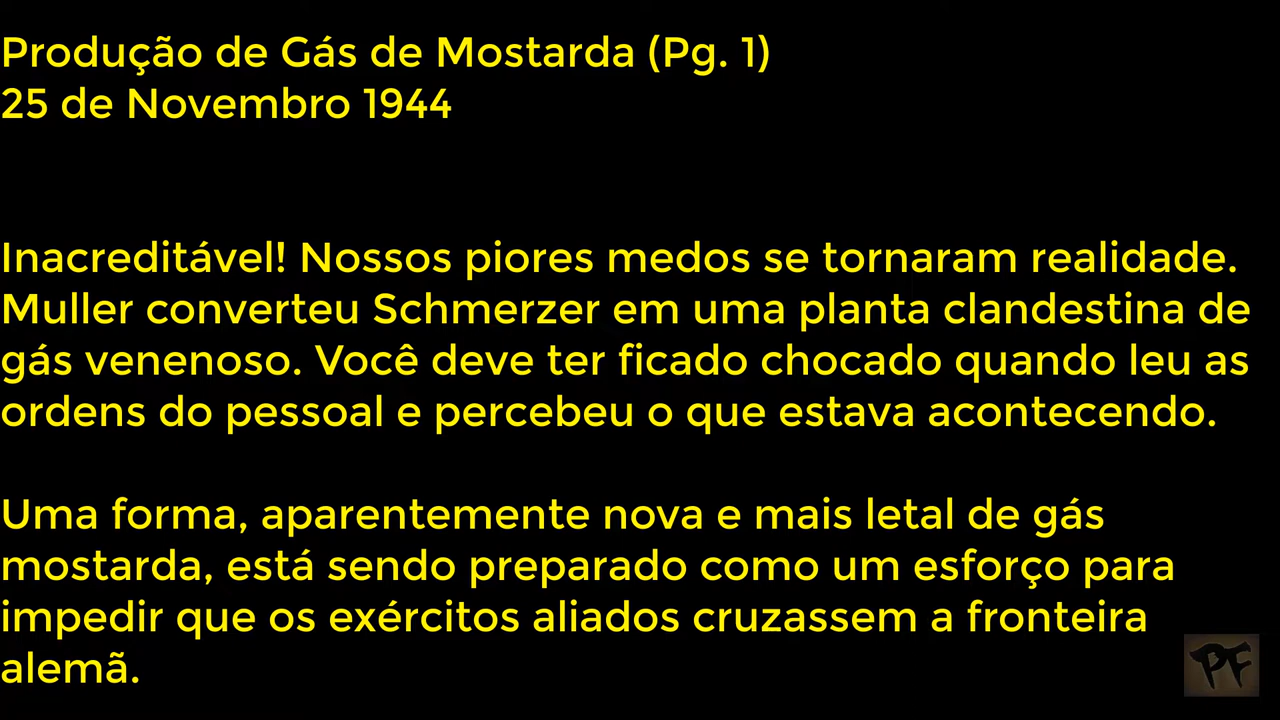 Produção de Gás de Mostarda (Pg. 1)
25 de Novembro 1944
Inacreditável! Nossos piores medos se tornaram realidade.
Muller converteu Schmerzer em uma planta clandestina de
gás venenoso. Você deve ter ficado chocado quando leu as
ordens do pessoal e percebeu o que estava acontecendo.
Uma forma, aparentemente nova e mais letal de gás
mostarda, está sendo preparado como um esforço para
impedir que os exércitos aliados cruzassem a fronteira
alemã.
PF